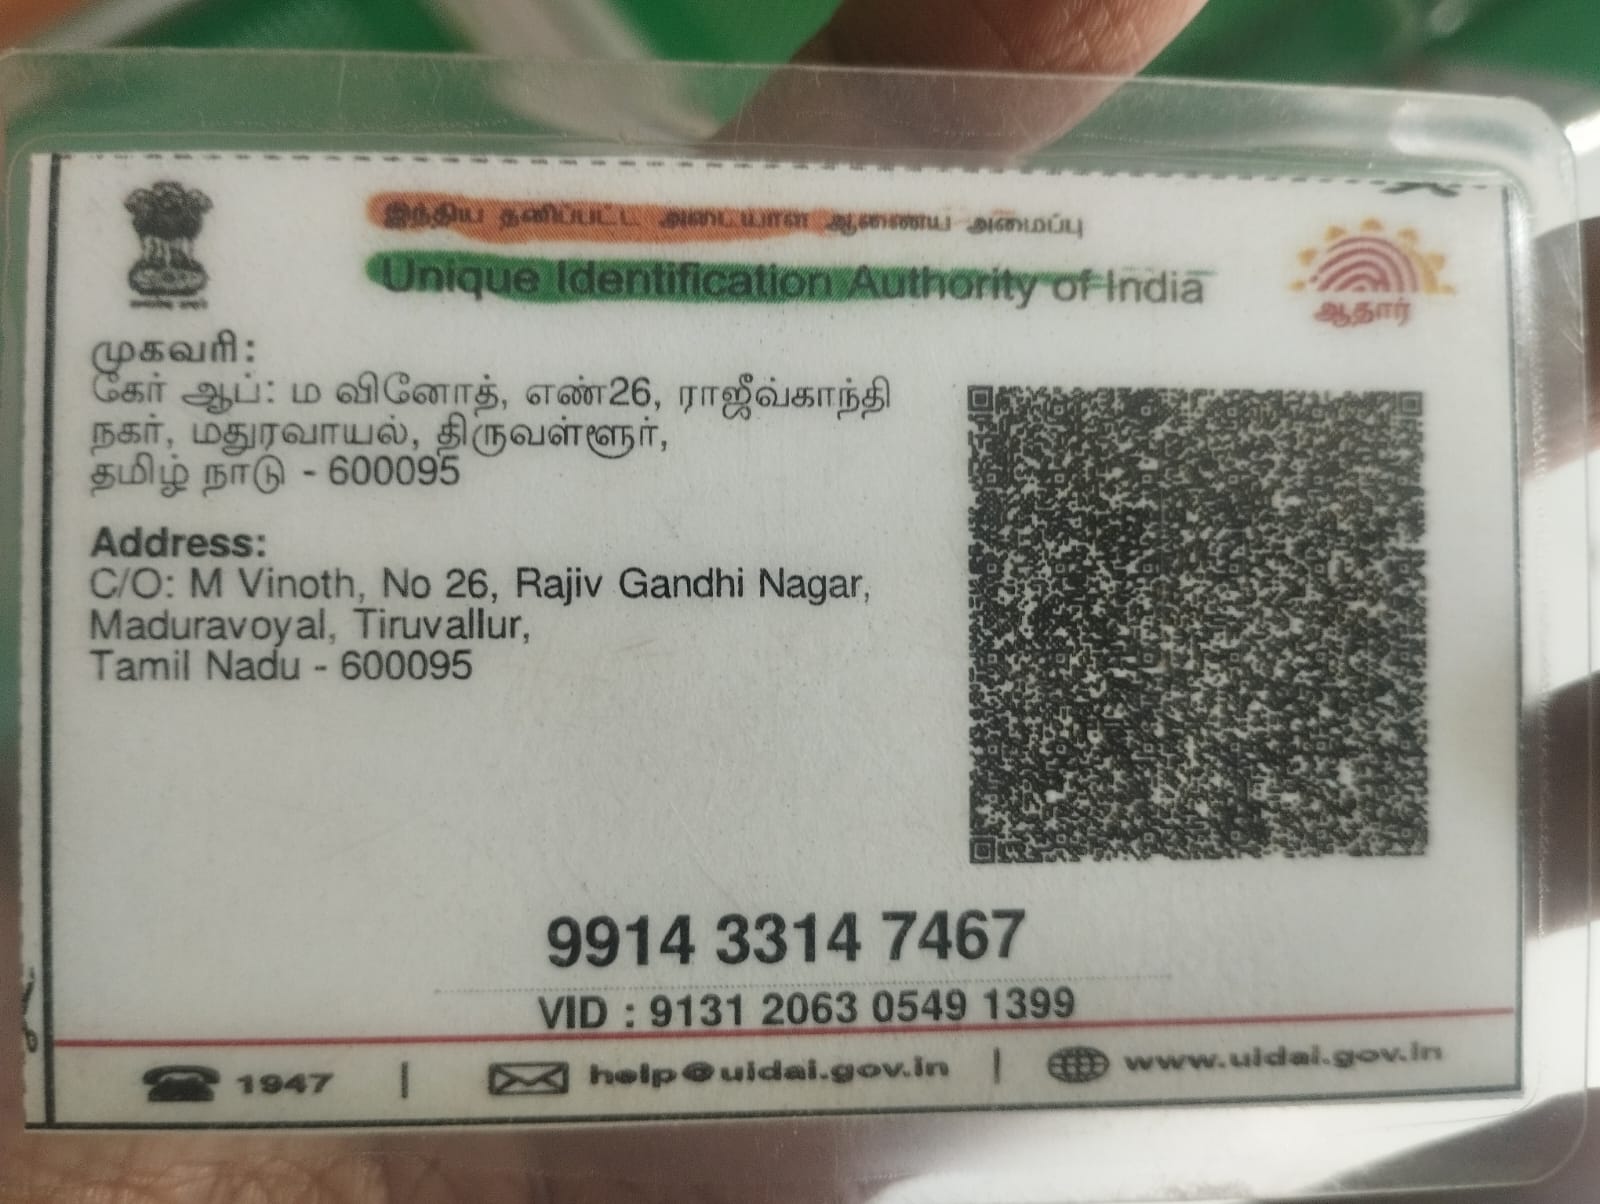 இந்திய தனிப்பட்ட அடையாள ஆணைய அமைப்பு
Unique Identification Authority of India
ஆதார்
முகவரி:
கேர் ஆப்: ம வினோத், எண்26, ராஜீவ்காந்தி
நகர், மதுரவாயல், திருவள்ளூர்,
தமிழ் நாடு - 600095
Address:
C/O: M Vinoth, No 26, Rajiv Gandhi Nagar,
Maduravoyal, Tiruvallur,
Tamil Nadu - 600095
9914 3314 7467
VID : 9131 2063 0549 1399
1947 | help@uidai.gov.in | www.uidai.gov.in